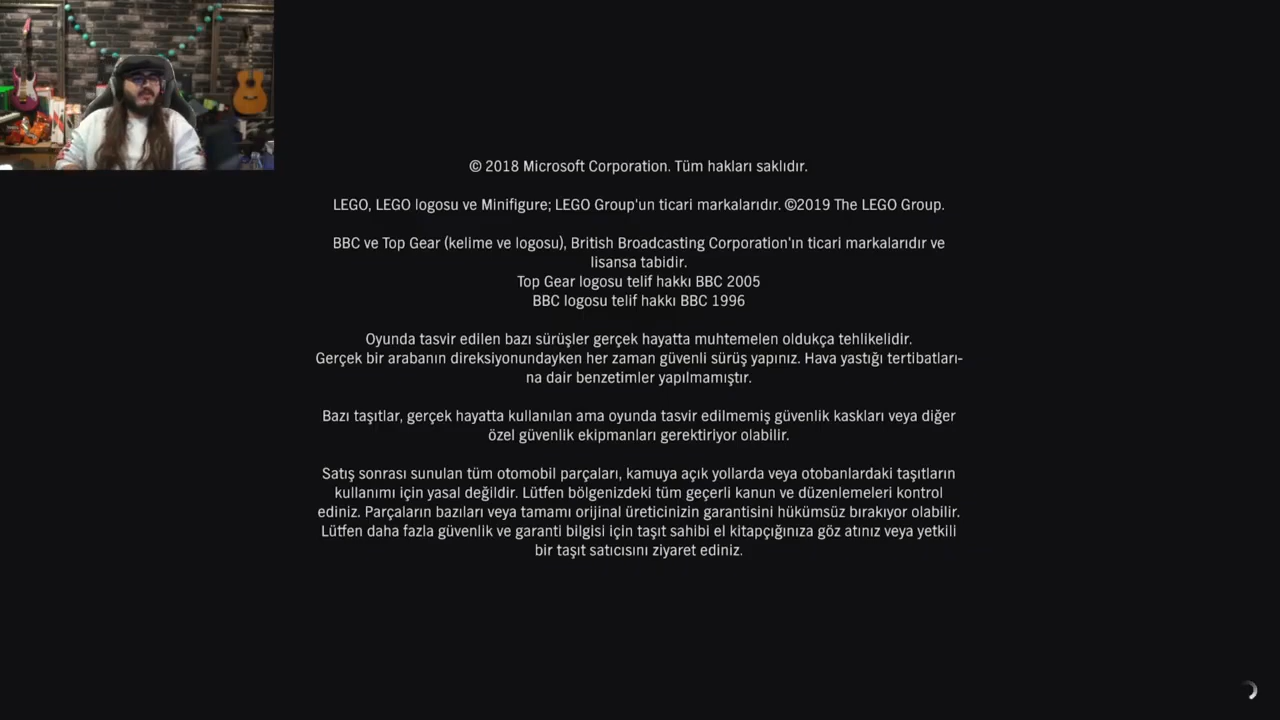 © 2018 Microsoft Corporation. Tüm hakları saklıdır.
LEGO, LEGO logosu ve Minifigure; LEGO Group'un ticari markalarıdır. ©2019 The LEGO Group.
BBC ve Top Gear (kelime ve logosu), British Broadcasting Corporation'ın ticari markalarıdır ve
lisansa tabidir.
Top Gear logosu telif hakkı BBC 2005
BBC logosu telif hakkı BBC 1996
Oyunda tasvir edilen bazı sürüşler gerçek hayatta muhtemelen oldukça tehlikelidir.
Gerçek bir arabanın direksiyonundayken her zaman güvenli sürüş yapınız. Hava yastığı tertibatları-
na dair benzetimler yapılmamıştır.
Bazı taşıtlar, gerçek hayatta kullanılan ama oyunda tasvir edilmemiş güvenlik kaskları veya diğer
özel güvenlik ekipmanları gerektiriyor olabilir.
Satış sonrası sunulan tüm otomobil parçaları, kamuya açık yollarda veya otobanlardaki taşıtların
kullanımı için yasal değildir. Lütfen bölgenizdeki tüm geçerli kanun ve düzenlemeleri kontrol
ediniz. Parçaların bazıları veya tamamı orijinal üreticinizin garantisini hükümsüz bırakıyor olabilir.
Lütfen daha fazla güvenlik ve garanti bilgisi için taşıt sahibi el kitapçığınıza göz atınız veya yetkili
bir taşıt satıcısını ziyaret ediniz.